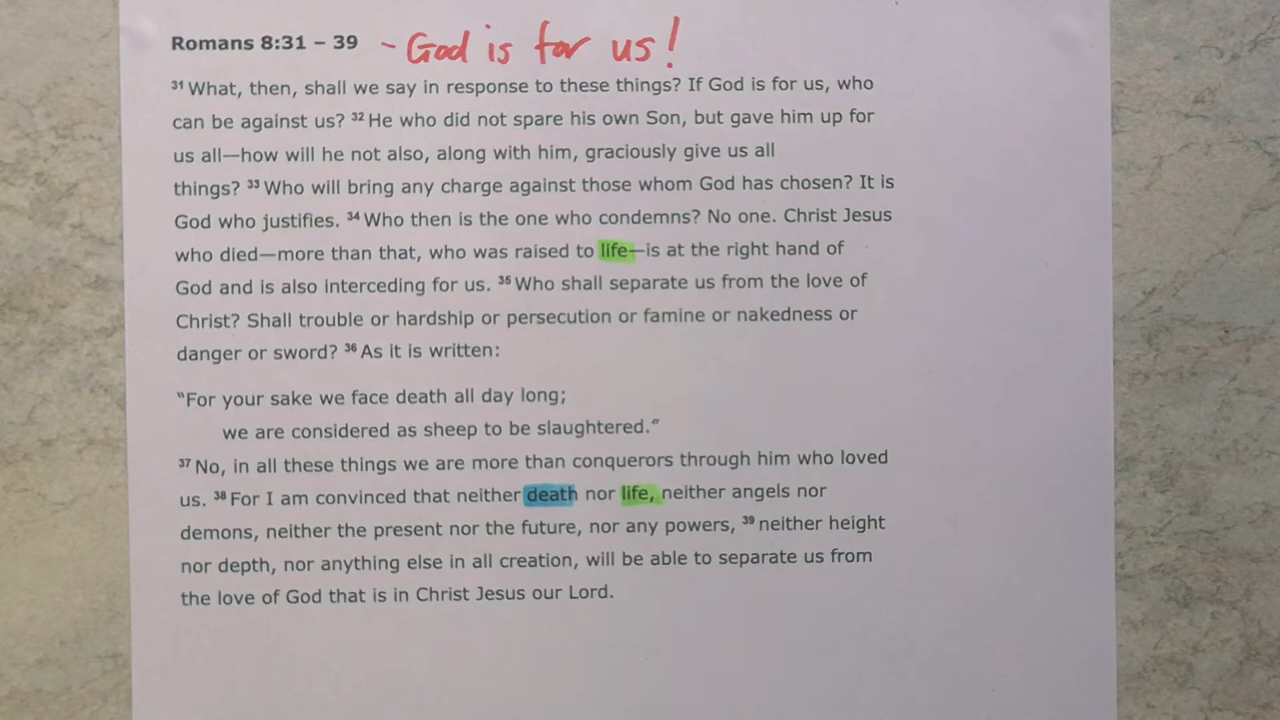 Romans 8:31 – 39 - God is for us!
³¹ What, then, shall we say in response to these things? If God is for us, who
can be against us? ³² He who did not spare his own Son, but gave him up for
us all—how will he not also, along with him, graciously give us all
things? ³³ Who will bring any charge against those whom God has chosen? It is
God who justifies. ³⁴ Who then is the one who condemns? No one. Christ Jesus
who died—more than that, who was raised to life—is at the right hand of
God and is also interceding for us. ³⁵ Who shall separate us from the love of
Christ? Shall trouble or hardship or persecution or famine or nakedness or
danger or sword? ³⁶ As it is written:
“For your sake we face death all day long;
we are considered as sheep to be slaughtered.”
³⁷ No, in all these things we are more than conquerors through him who loved
us. ³⁸ For I am convinced that neither death nor life, neither angels nor
demons, neither the present nor the future, nor any powers, ³⁹ neither height
nor depth, nor anything else in all creation, will be able to separate us from
the love of God that is in Christ Jesus our Lord.